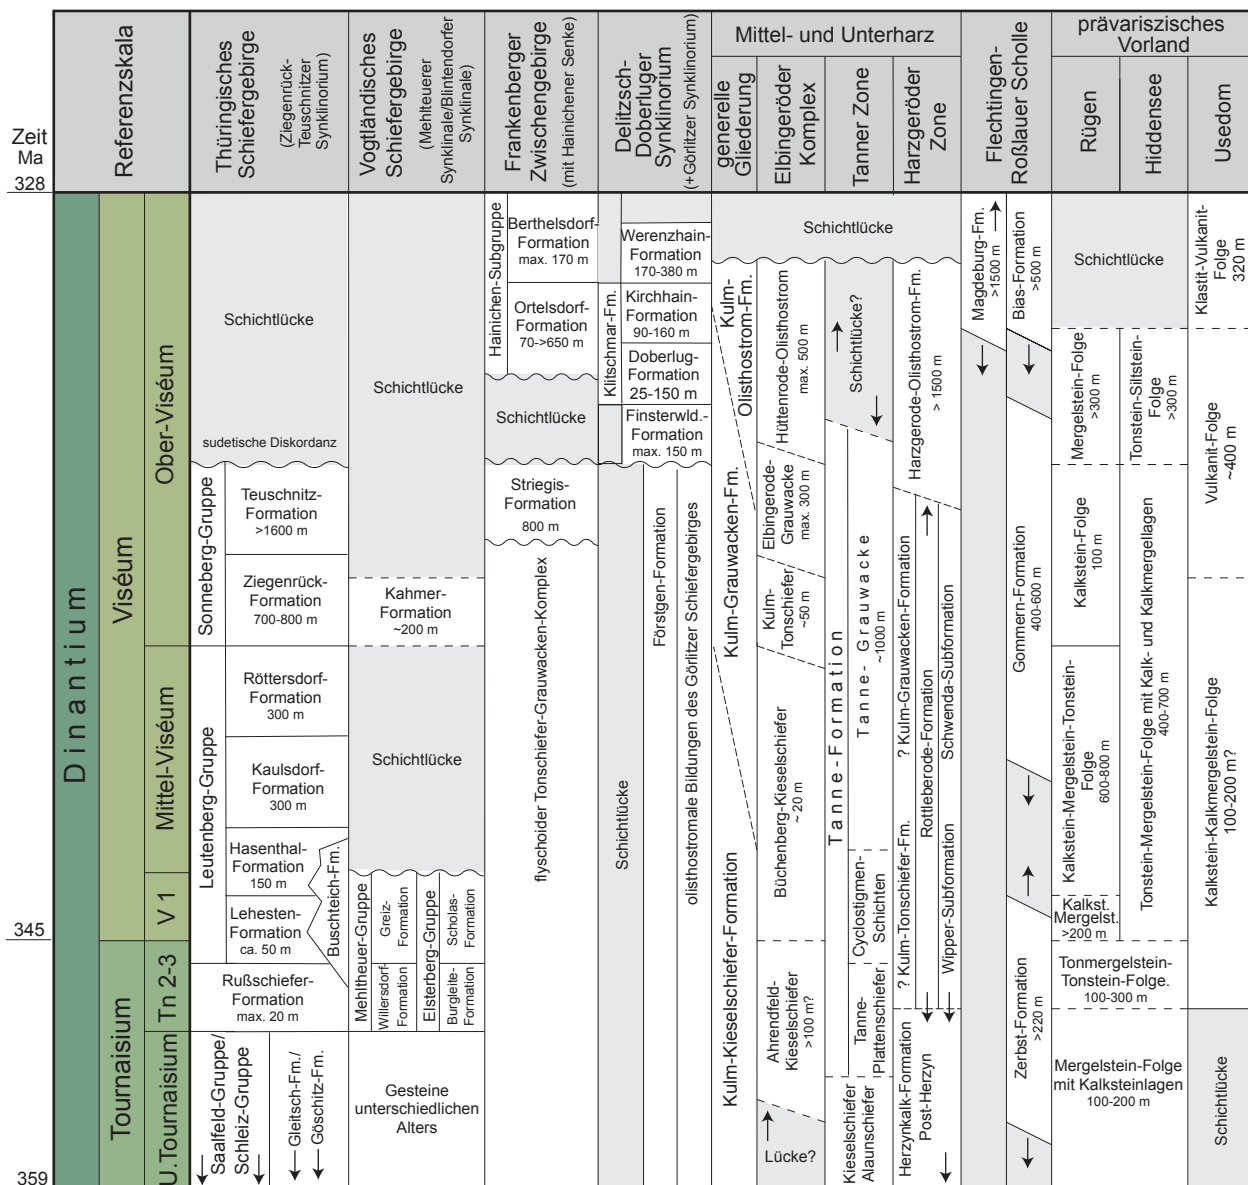 Zeit
Ma
328
345
359
Referenzskala
Thüringisches
Schiefergebirge
(Ziegenrück-
Teuschnitzer
Synklinorium)
Vogtländisches
Schiefergebirge
(Mehlteuerer
Synklinale/Blintendorfer
Synklinale)
Frankenberger
Zwischengebirge
(mit Hainichener Senke)
Delitzsch-
Doberluger
Synklinorium
(+Görlitzer Synklinorium)
Mittel- und Unterharz
generelle
Gliederung
Elbingeröder
Komplex
Tanner Zone
Harzgeröder
Zone
Flechtingen-
Roßlauer Scholle
prävariszisches
Vorland
Rügen
Hiddensee
Usedom
Dinantium
Viséum
Tournaisium
Ober-Viséum
Mittel-Viséum
V 1
Tn 2-3
U.Tournaisium
Schichtlücke
sudetische Diskordanz
Sonneberg-Gruppe
Teuschnitz-
Formation
>1600 m
Ziegenrück-
Formation
700-800 m
Leutenberg-Gruppe
Röttersdorf-
Formation
300 m
Kaulsdorf-
Formation
300 m
Hasenthal-
Formation
150 m
Lehesten-
Formation
ca. 50 m
Buschteich-Fm.
Rußschiefer-
Formation
max. 20 m
Saalfeld-Gruppe/
Schleiz-Gruppe
Gleitsch-Fm./
Göschitz-Fm.
Schichtlücke
Kahmer-
Formation
~200 m
Schichtlücke
Mehltheuer-Gruppe
Greiz-
Formation
Willersdorf-
Formation
Elsterberg-Gruppe
Scholas-
Formation
Burgleite-
Formation
Gesteine
unterschiedlichen
Alters
Hainichen-Subgruppe
Berthelsdorf-
Formation
max. 170 m
Ortelsdorf-
Formation
70->650 m
Schichtlücke
Striegis-
Formation
800 m
flyschoider Tonschiefer-Grauwacken-Komplex
Klitschmar-Fm.
Werenzhain-
Formation
170-380 m
Kirchhain-
Formation
90-160 m
Doberlug-
Formation
25-150 m
Finsterwld.-
Formation
max. 150 m
Schichtlücke
Förstgen-Formation
olisthostromale Bildungen des Görlitzer Schiefergebirges
Schichtlücke
Kulm-
Olisthostrom-Fm.
Kulm-Grauwacken-Fm.
Kulm-Kieselschiefer-Formation
Hüttenrode-Olisthostrom
max. 500 m
Elbingerode-
Grauwacke
max. 300 m
Kulm-
Tonschiefer
~50 m
Büchenberg-Kieselschiefer
~ 20 m
Ahrendfeld-
Kieselschiefer
>100 m?
Lücke?
Schichtlücke?
Tanne-Formation
Tanne- Grauwacke
~1000 m
Cyclostigmen-
Schichten
Tanne-
Plattenschiefer
Kieselschiefer
Alaunschiefer
Harzgerode-Olisthostrom-Fm.
> 1500 m
? Kulm-Grauwacken-Formation
? Kulm-Tonschiefer-Fm.
Rottleberode-Formation
Schwenda-Subformation
Wipper-Subformation
Herzynkalk-Formation
Post-Herzyn
Magdeburg-Fm.
>1500 m
Bias-Formation
>500 m
Gommern-Formation
400-600 m
Zerbst-Formation
>220 m
Schichtlücke
Mergelstein-Folge
>300 m
Tonstein-Siltstein-
Folge
>300 m
Kalkstein-Folge
100 m
Kalkstein-Mergelstein-Tonstein-
Folge
600-800 m
Kalkst.
Mergelst.
>200 m
Tonstein-Mergelstein-Folge mit Kalk- und Kalkmergellagen
400-700 m
Tonmergelstein-
Tonstein-Folge.
100-300 m
Mergelstein-Folge
mit Kalksteinlagen
100-200 m
Klastit-Vulkanit-
Folge
320 m
Vulkanit-Folge
~400 m
Kalkstein-Kalkmergelstein-Folge
100-200 m?
Schichtlücke